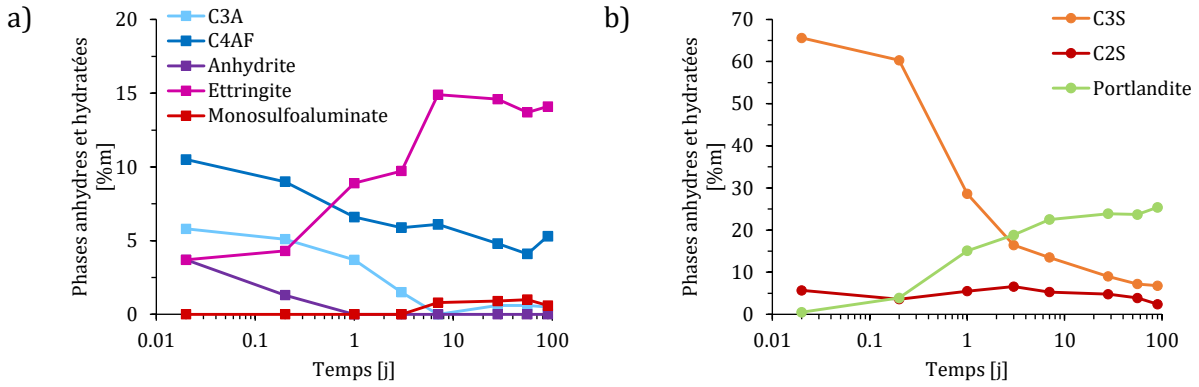 a)
C3A
C4AF
Anhydrite
Ettringite
Monosulfoaluminate
Phases anhydres et hydratées
[%m]
20
15
10
5
0
0.01 0.1 1 10 100
Temps [j]
b)
C3S
C2S
Portlandite
Phases anhydres et hydratées
[%m]
70
60
50
40
30
20
10
0
0.01 0.1 1 10 100
Temps [j]